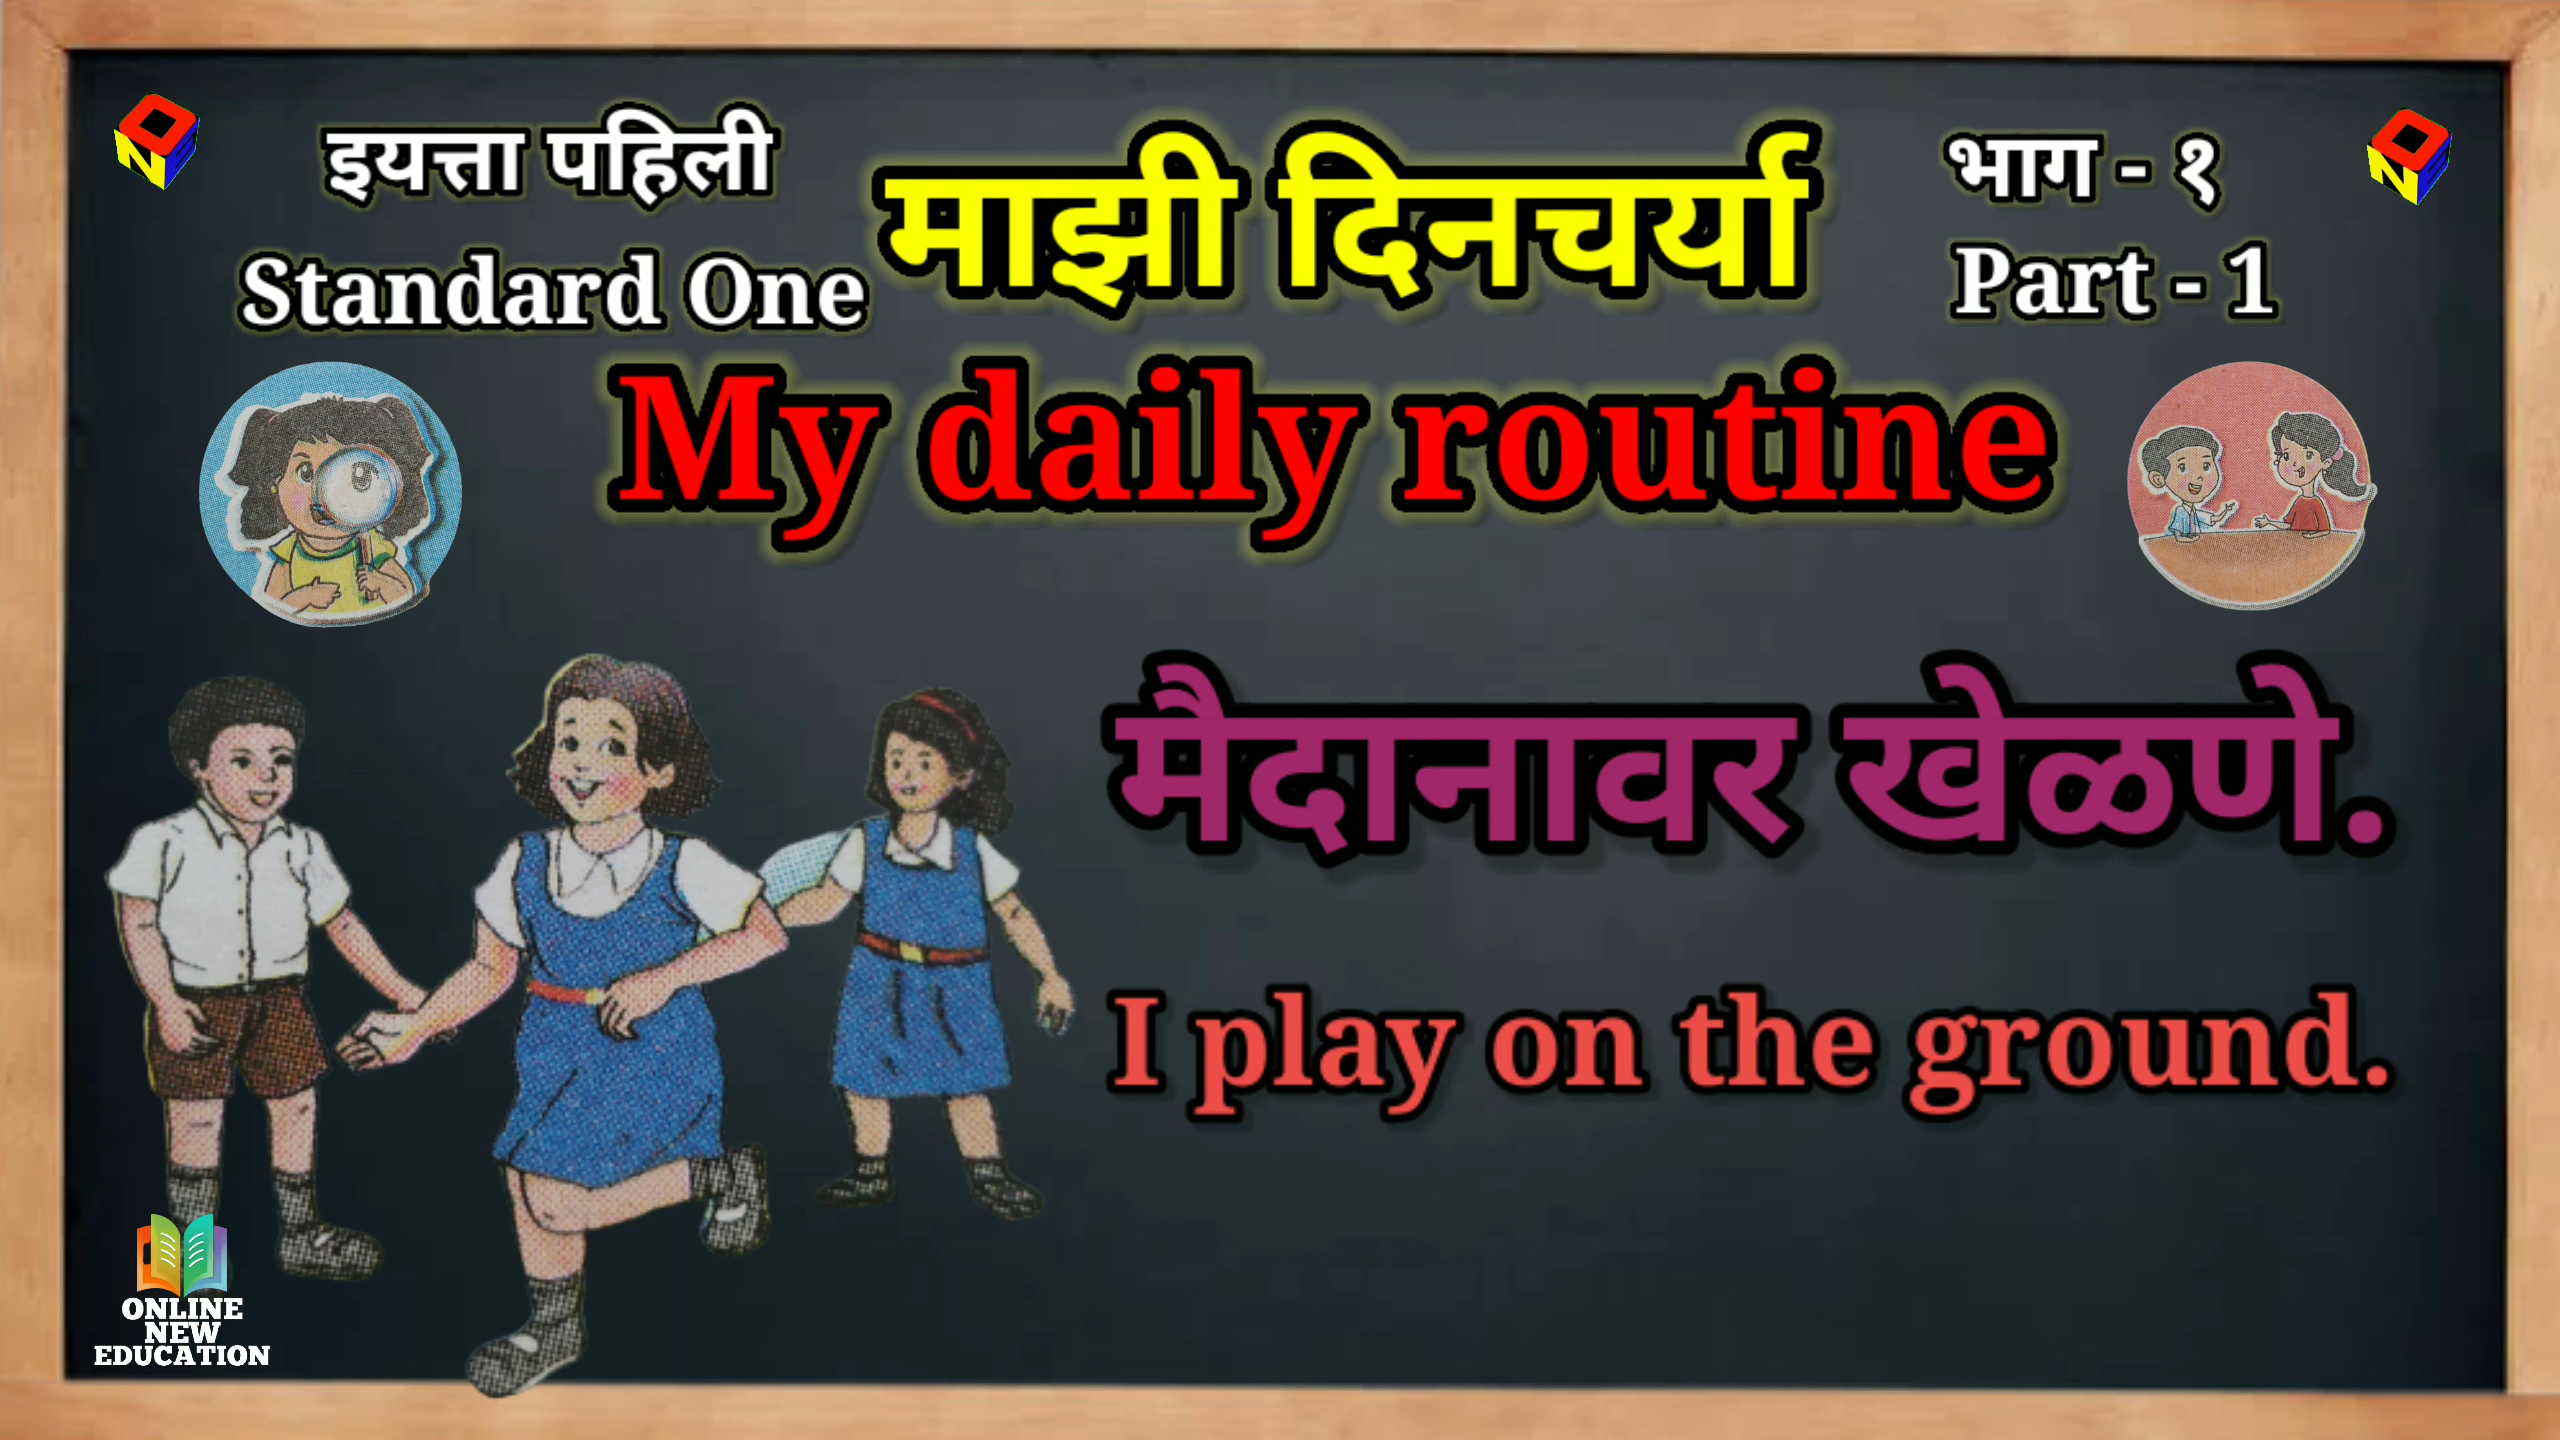 इयत्ता पहिली
Standard One
माझी दिनचर्या
भाग - १
Part - 1
My daily routine
मैदानावर खेळणे.
I play on the ground.
ONLINE
NEW
EDUCATION